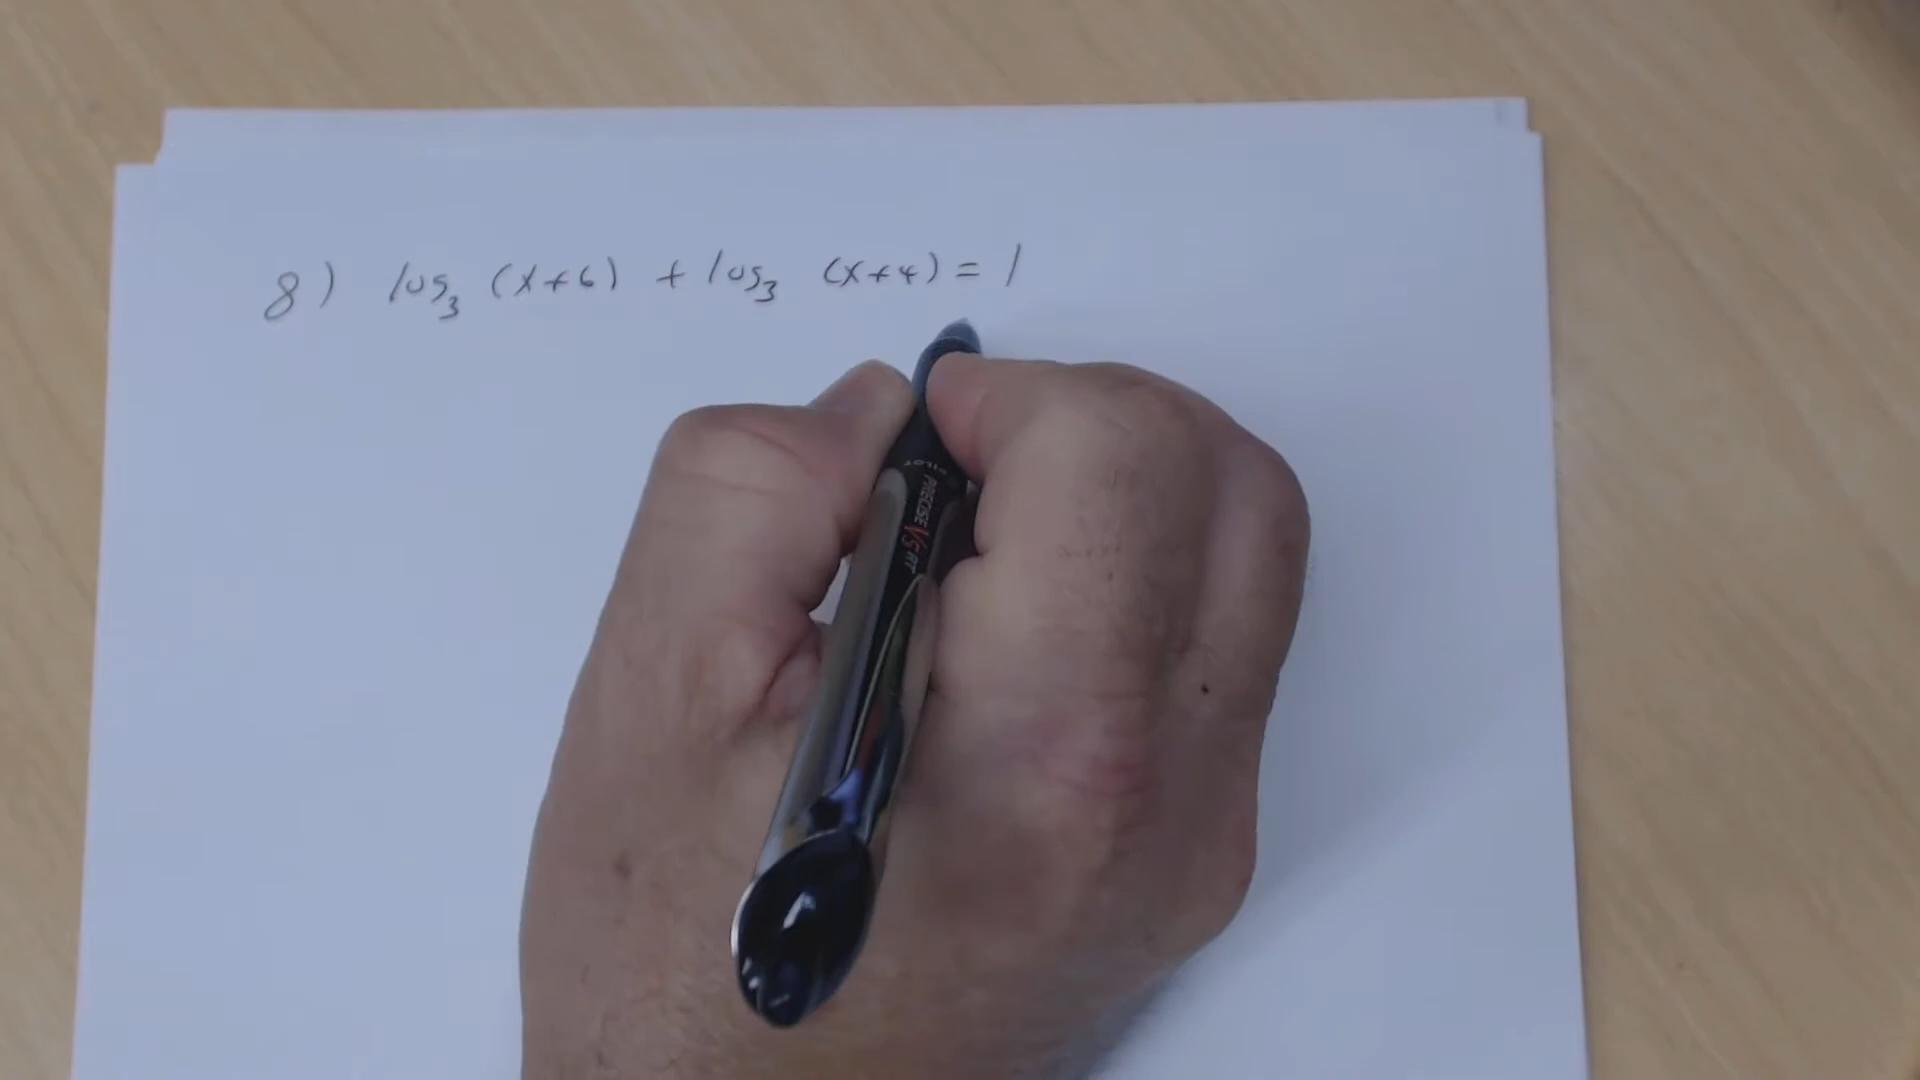 8) log₃ (x+6) + log₃ (x+4) = 1
PILOT
PRECISE V5 RT